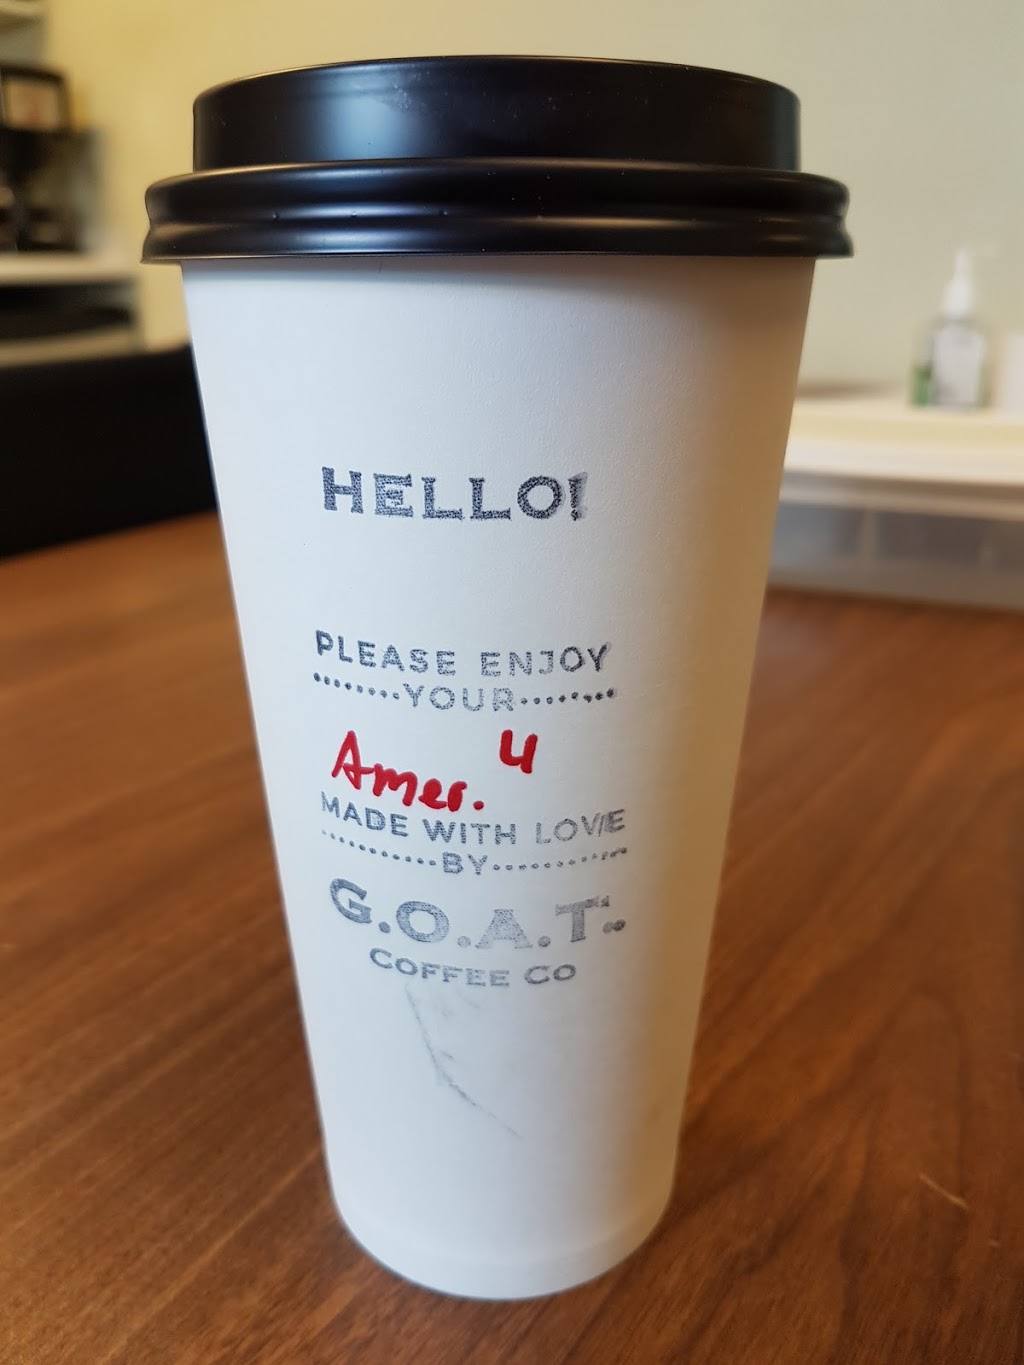 HELLO!
PLEASE ENJOY
YOUR
Amer. 4
MADE WITH LOVE
BY
G.O.A.T.
COFFEE CO